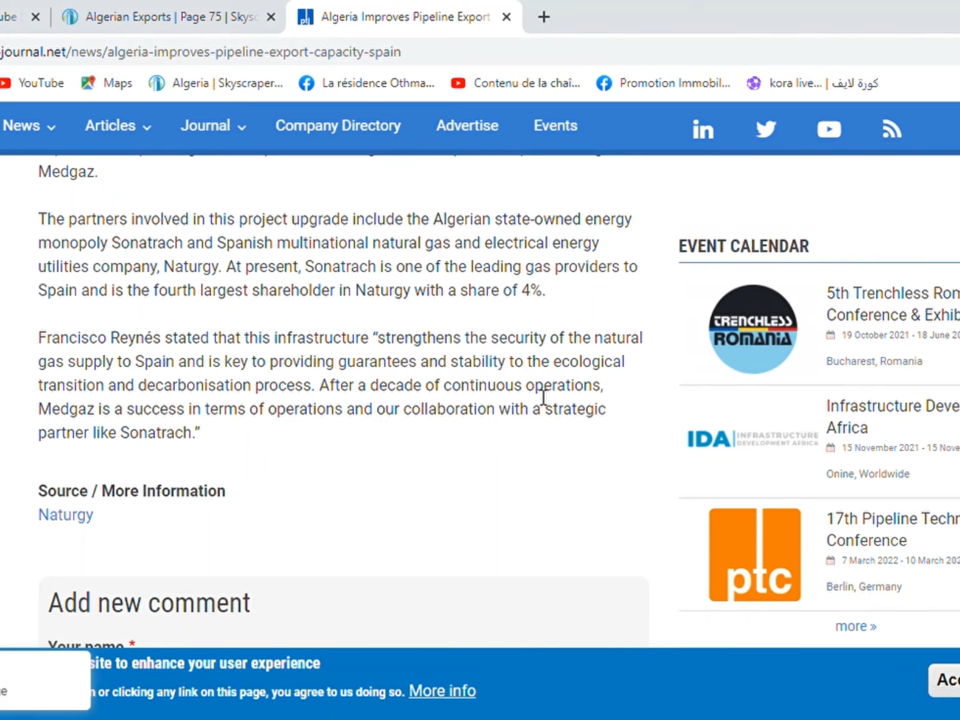 ube
Algerian Exports | Page 75 | Skysc
Algeria Improves Pipeline Export
journal.net/news/algeria-improves-pipeline-export-capacity-spain
YouTube
Maps
Algeria | Skyscraper...
La résidence Othma...
Contenu de la chaî...
Promotion Immobil...
kora live... | كورة لايف
News
Articles
Journal
Company Directory
Advertise
Events
Medgaz.
The partners involved in this project upgrade include the Algerian state-owned energy
monopoly Sonatrach and Spanish multinational natural gas and electrical energy
utilities company, Naturgy. At present, Sonatrach is one of the leading gas providers to
Spain and is the fourth largest shareholder in Naturgy with a share of 4%.
Francisco Reynés stated that this infrastructure “strengthens the security of the natural
gas supply to Spain and is key to providing guarantees and stability to the ecological
transition and decarbonisation process. After a decade of continuous operations,
Medgaz is a success in terms of operations and our collaboration with a strategic
partner like Sonatrach.”
Source / More Information
Naturgy
Add new comment
Your name *
EVENT CALENDAR
TRENCHLESS
ROMANIA
5th Trenchless Rom
Conference & Exhib
19 October 2021 - 18 June 20
Bucharest, Romania
IDA INFRASTRUCTURE
DEVELOPMENT AFRICA
Infrastructure Deve
Africa
15 November 2021 - 15 Nove
Onine, Worldwide
ptc
17th Pipeline Techn
Conference
7 March 2022 - 10 March 202
Berlin, Germany
more »
site to enhance your user experience
n or clicking any link on this page, you agree to us doing so. More info
Acc